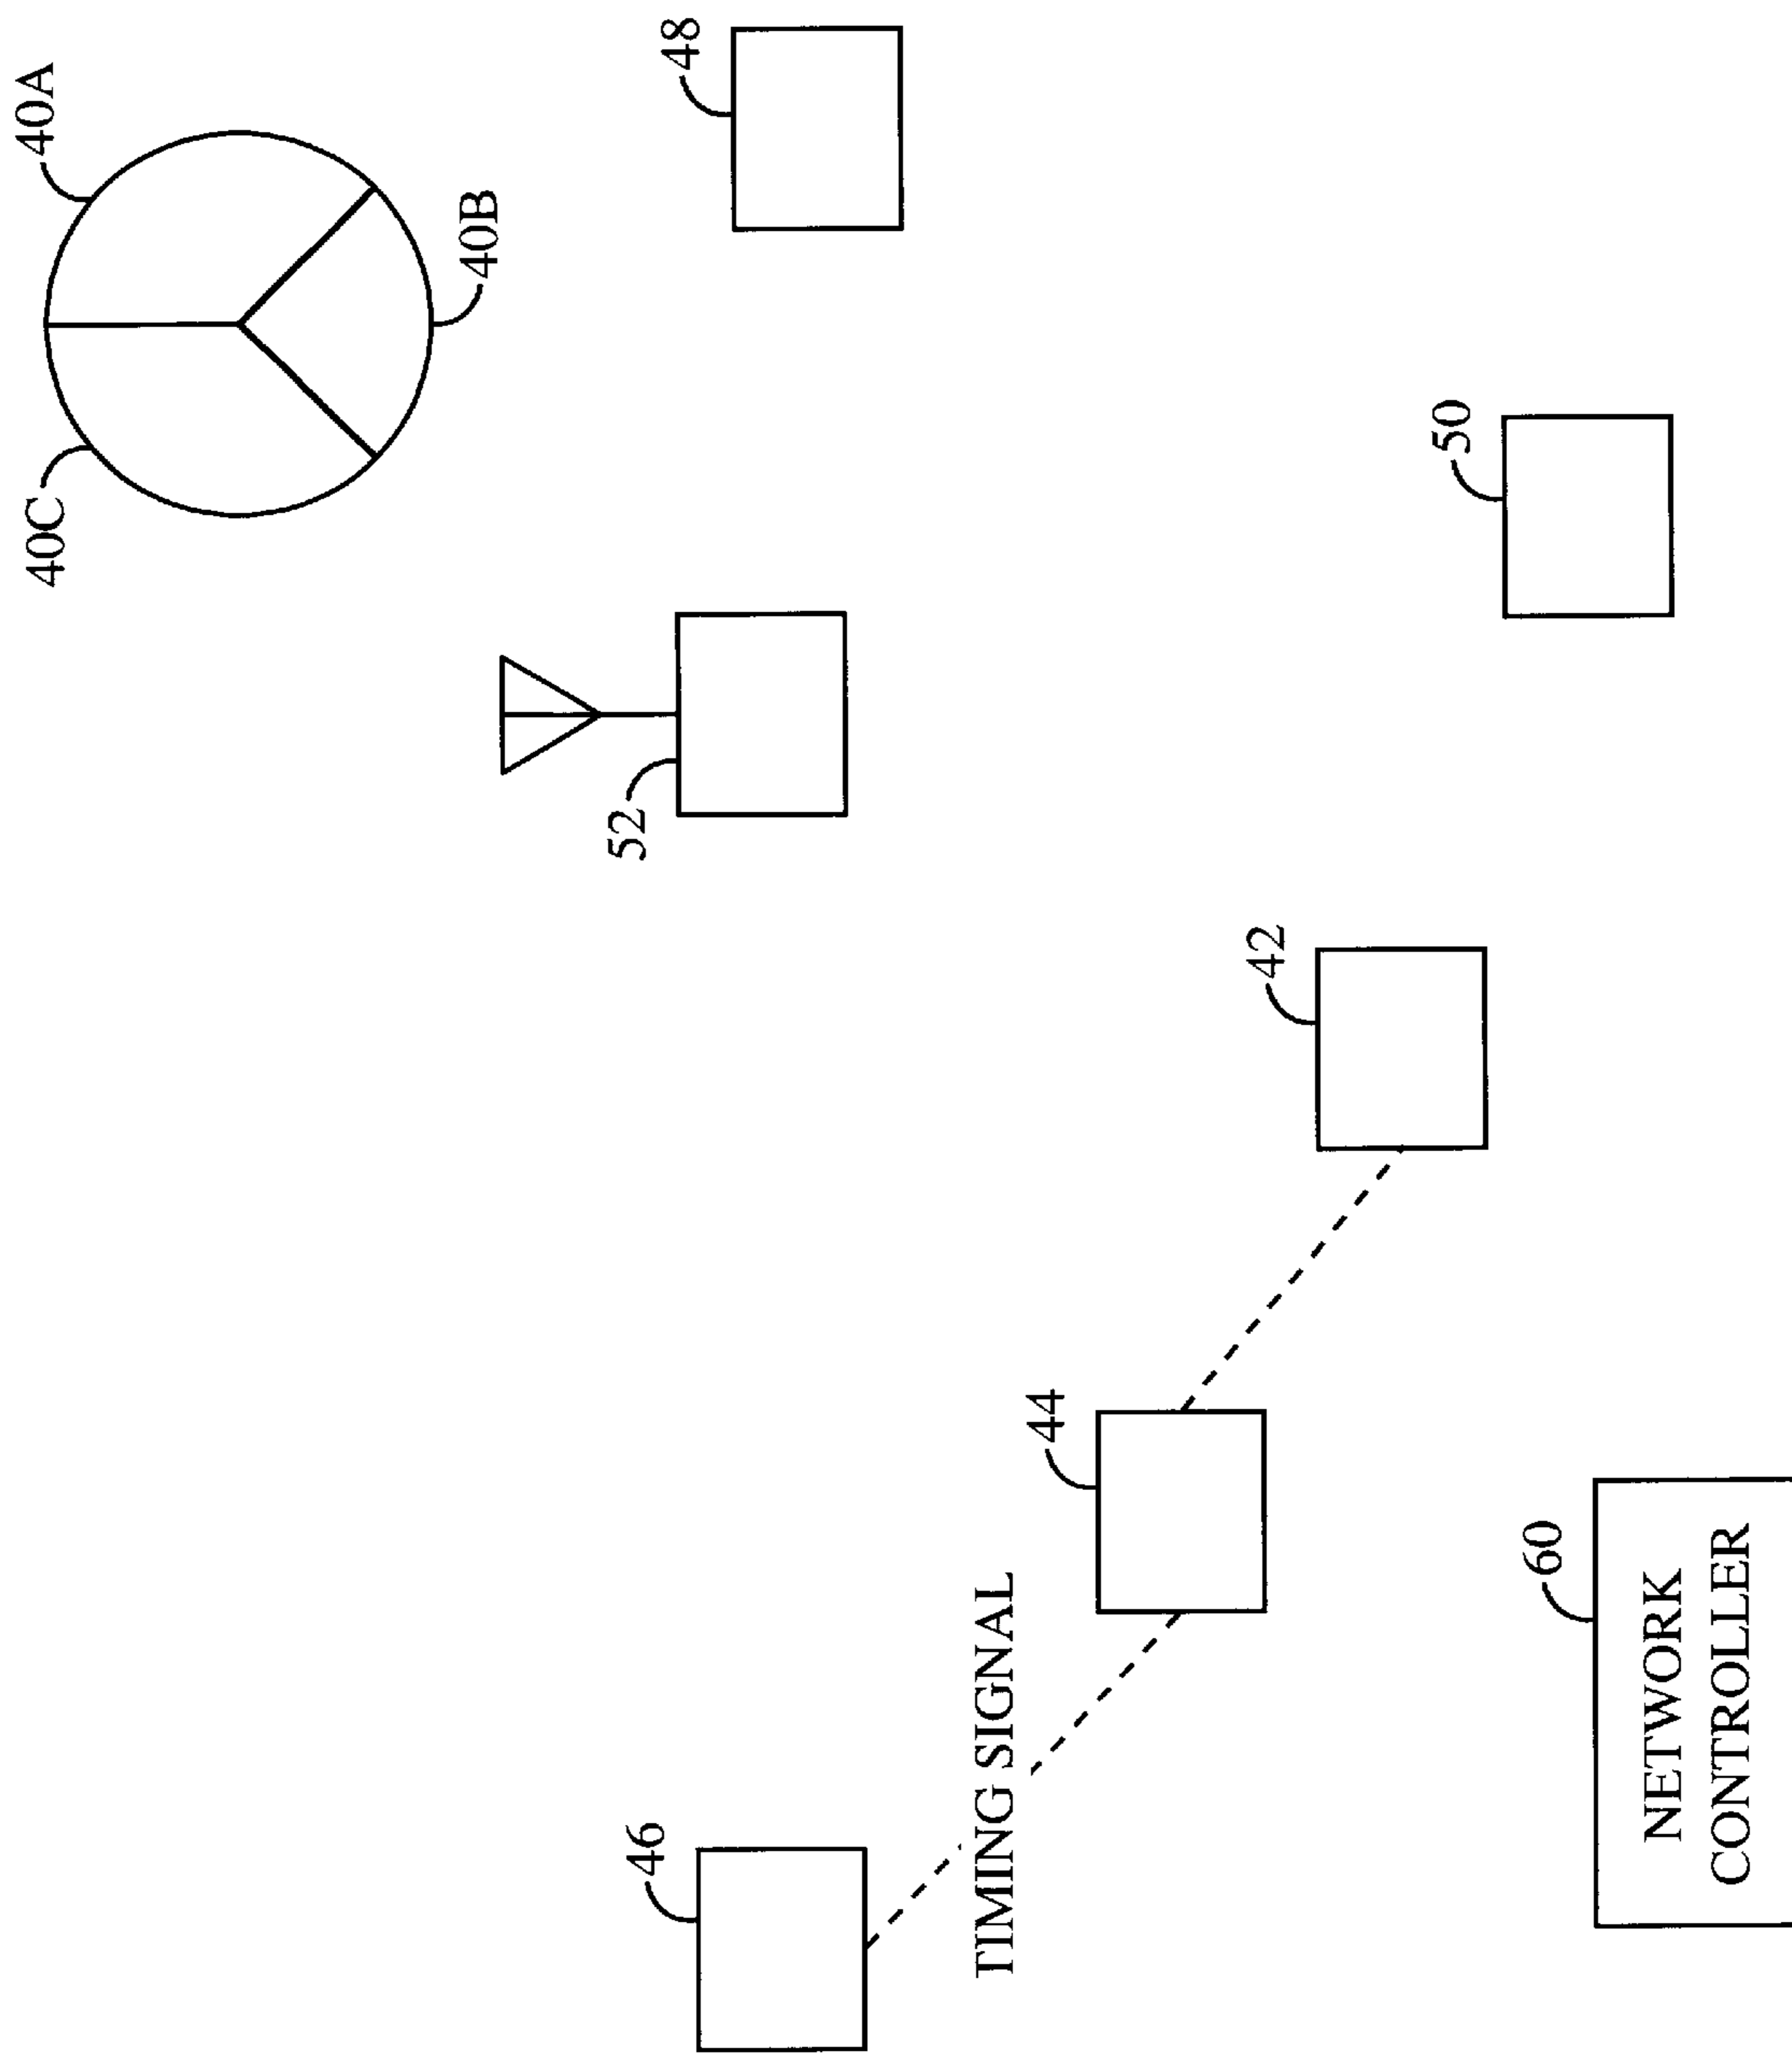 46
TIMING SIGNAL
60
NETWORK
CONTROLLER
44
42
52
50
40C
40B
40A
48